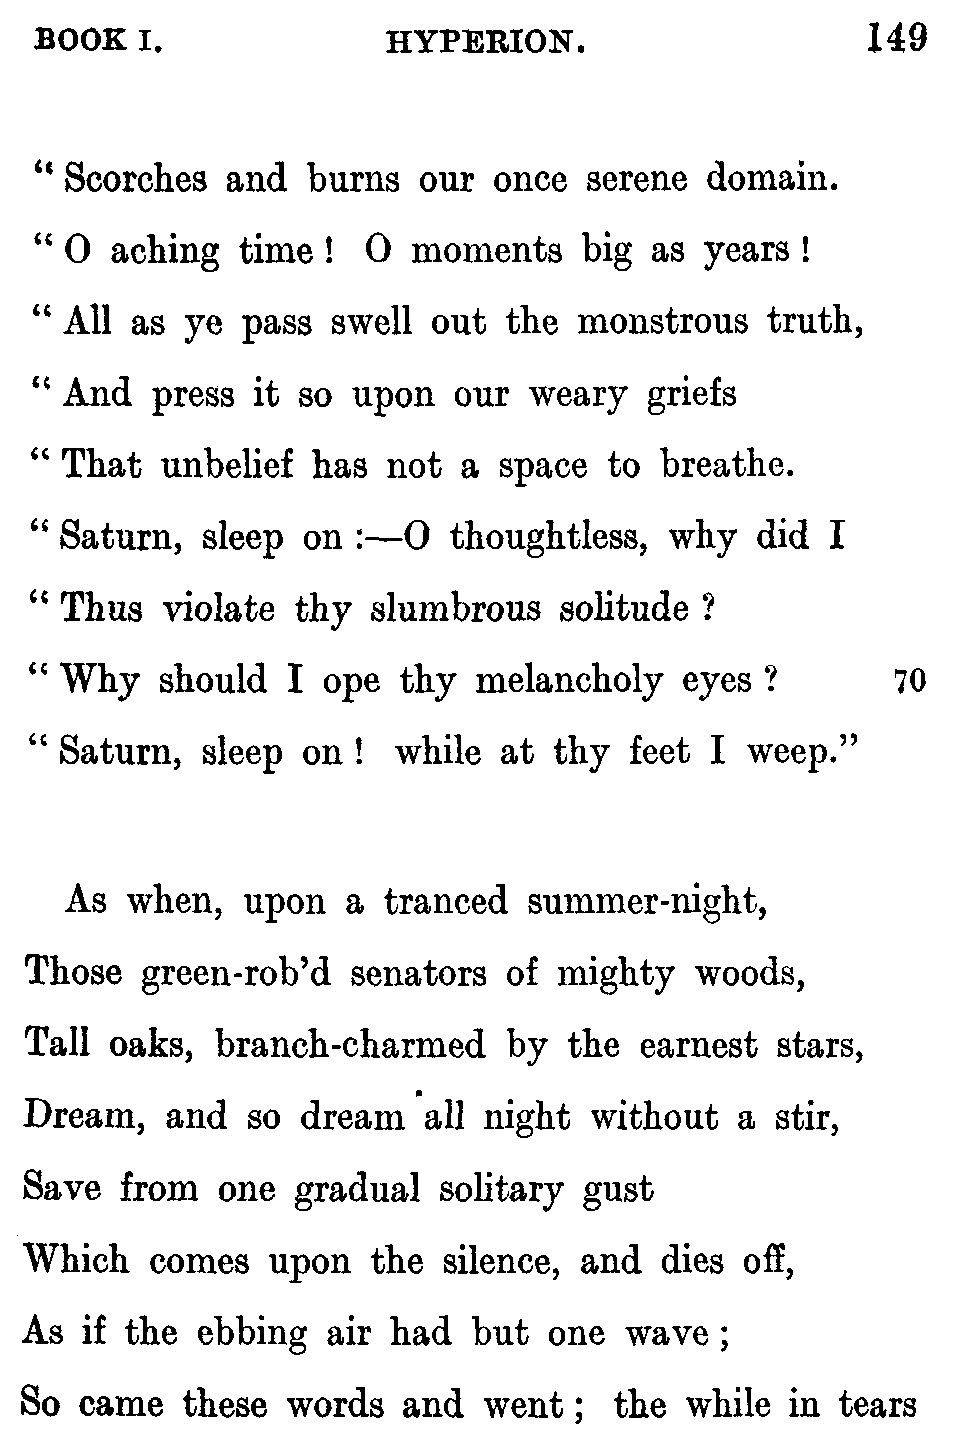 BOOK I. HYPERION. 149
“ Scorches and burns our once serene domain.
“ O aching time ! O moments big as years !
“ All as ye pass swell out the monstrous truth,
“ And press it so upon our weary griefs
“ That unbelief has not a space to breathe.
“ Saturn, sleep on :—O thoughtless, why did I
“ Thus violate thy slumbrous solitude ?
“ Why should I ope thy melancholy eyes ? 70
“ Saturn, sleep on ! while at thy feet I weep.”
As when, upon a tranced summer-night,
Those green-rob’d senators of mighty woods,
Tall oaks, branch-charmed by the earnest stars,
Dream, and so dream all night without a stir,
Save from one gradual solitary gust
Which comes upon the silence, and dies off,
As if the ebbing air had but one wave ;
So came these words and went ; the while in tears